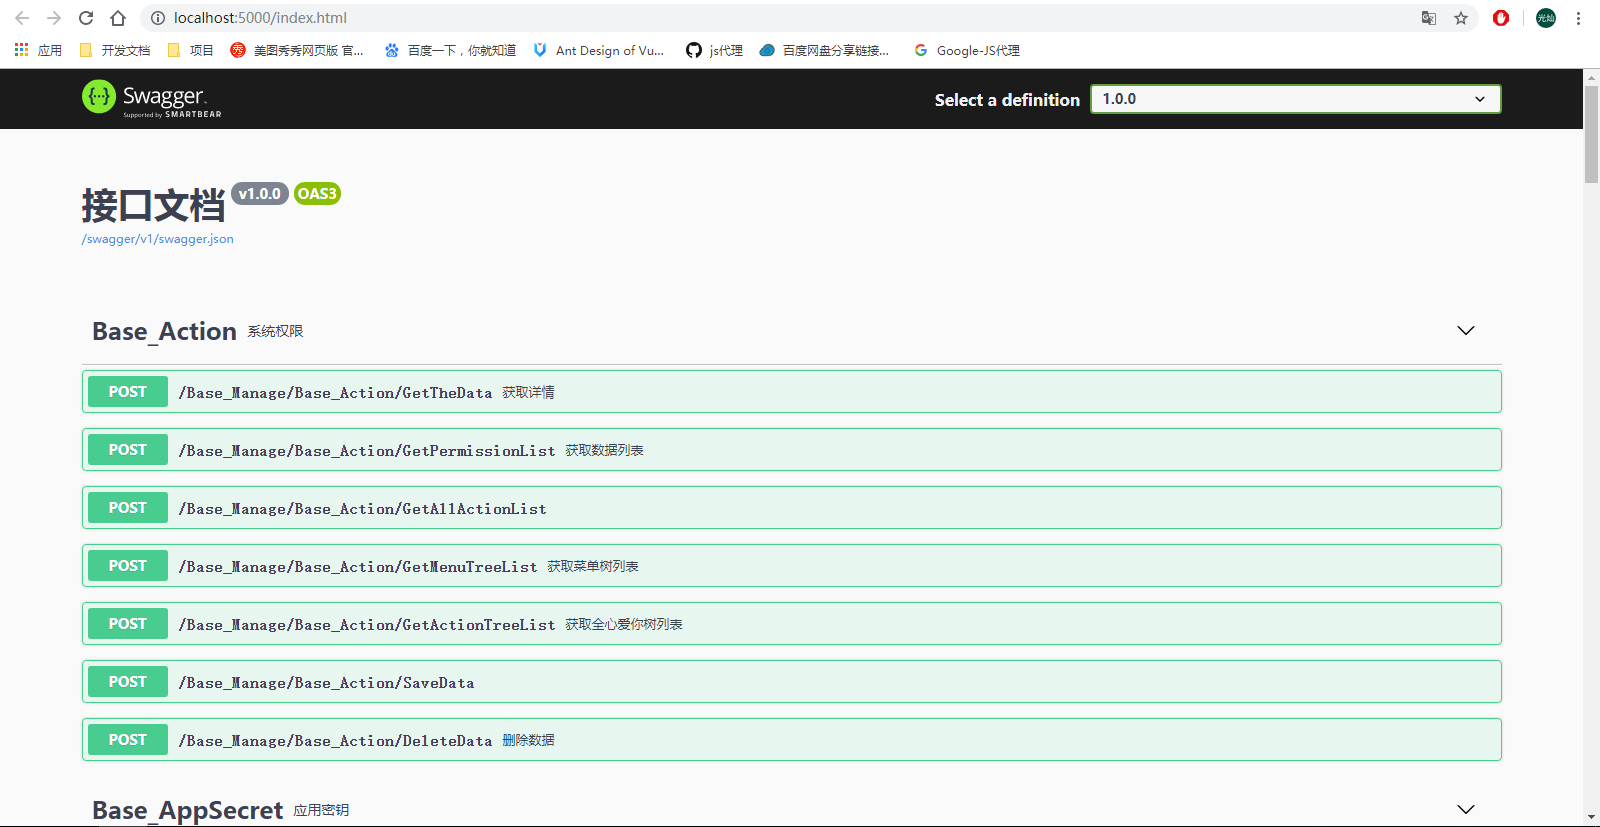 localhost:5000/index.html
光灿
应用 开发文档 项目 美图秀秀网页版 官... 百度一下，你就知道 Ant Design of Vu... js代理 百度网盘分享链接... Google-JS代理
Swagger
Supported by SMARTBEAR
Select a definition 1.0.0
接口文档 v1.0.0 OAS3
/swagger/v1/swagger.json
Base_Action 系统权限
POST /Base_Manage/Base_Action/GetTheData 获取详情
POST /Base_Manage/Base_Action/GetPermissionList 获取数据列表
POST /Base_Manage/Base_Action/GetAllActionList
POST /Base_Manage/Base_Action/GetMenuTreeList 获取菜单树列表
POST /Base_Manage/Base_Action/GetActionTreeList 获取全心爱你树列表
POST /Base_Manage/Base_Action/SaveData
POST /Base_Manage/Base_Action/DeleteData 删除数据
Base_AppSecret 应用密钥